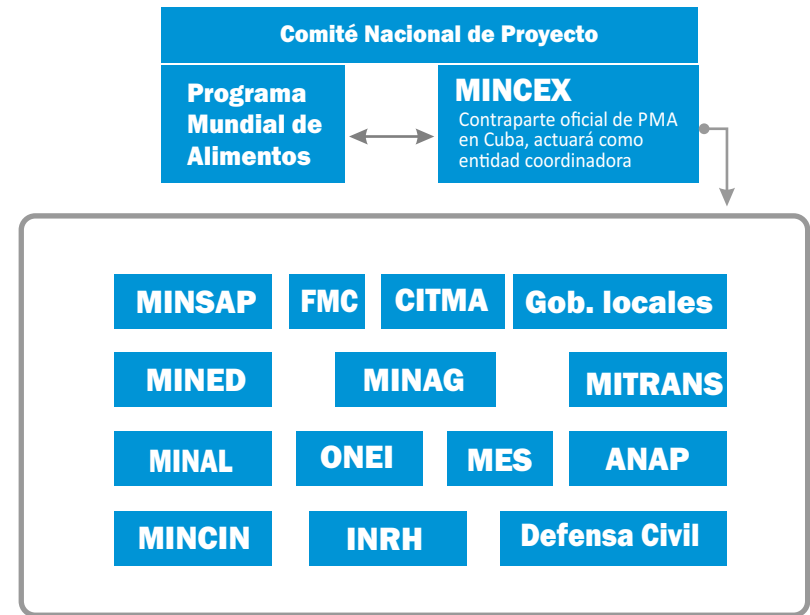 Comité Nacional de Proyecto
Programa
Mundial de
Alimentos
MINCEX
Contraparte oficial de PMA
en Cuba, actuará como
entidad coordinadora
MINSAP
FMC
CITMA
Gob. locales
MINED
MINAG
MITRANS
MINAL
ONEI
MES
ANAP
MINCIN
INRH
Defensa Civil